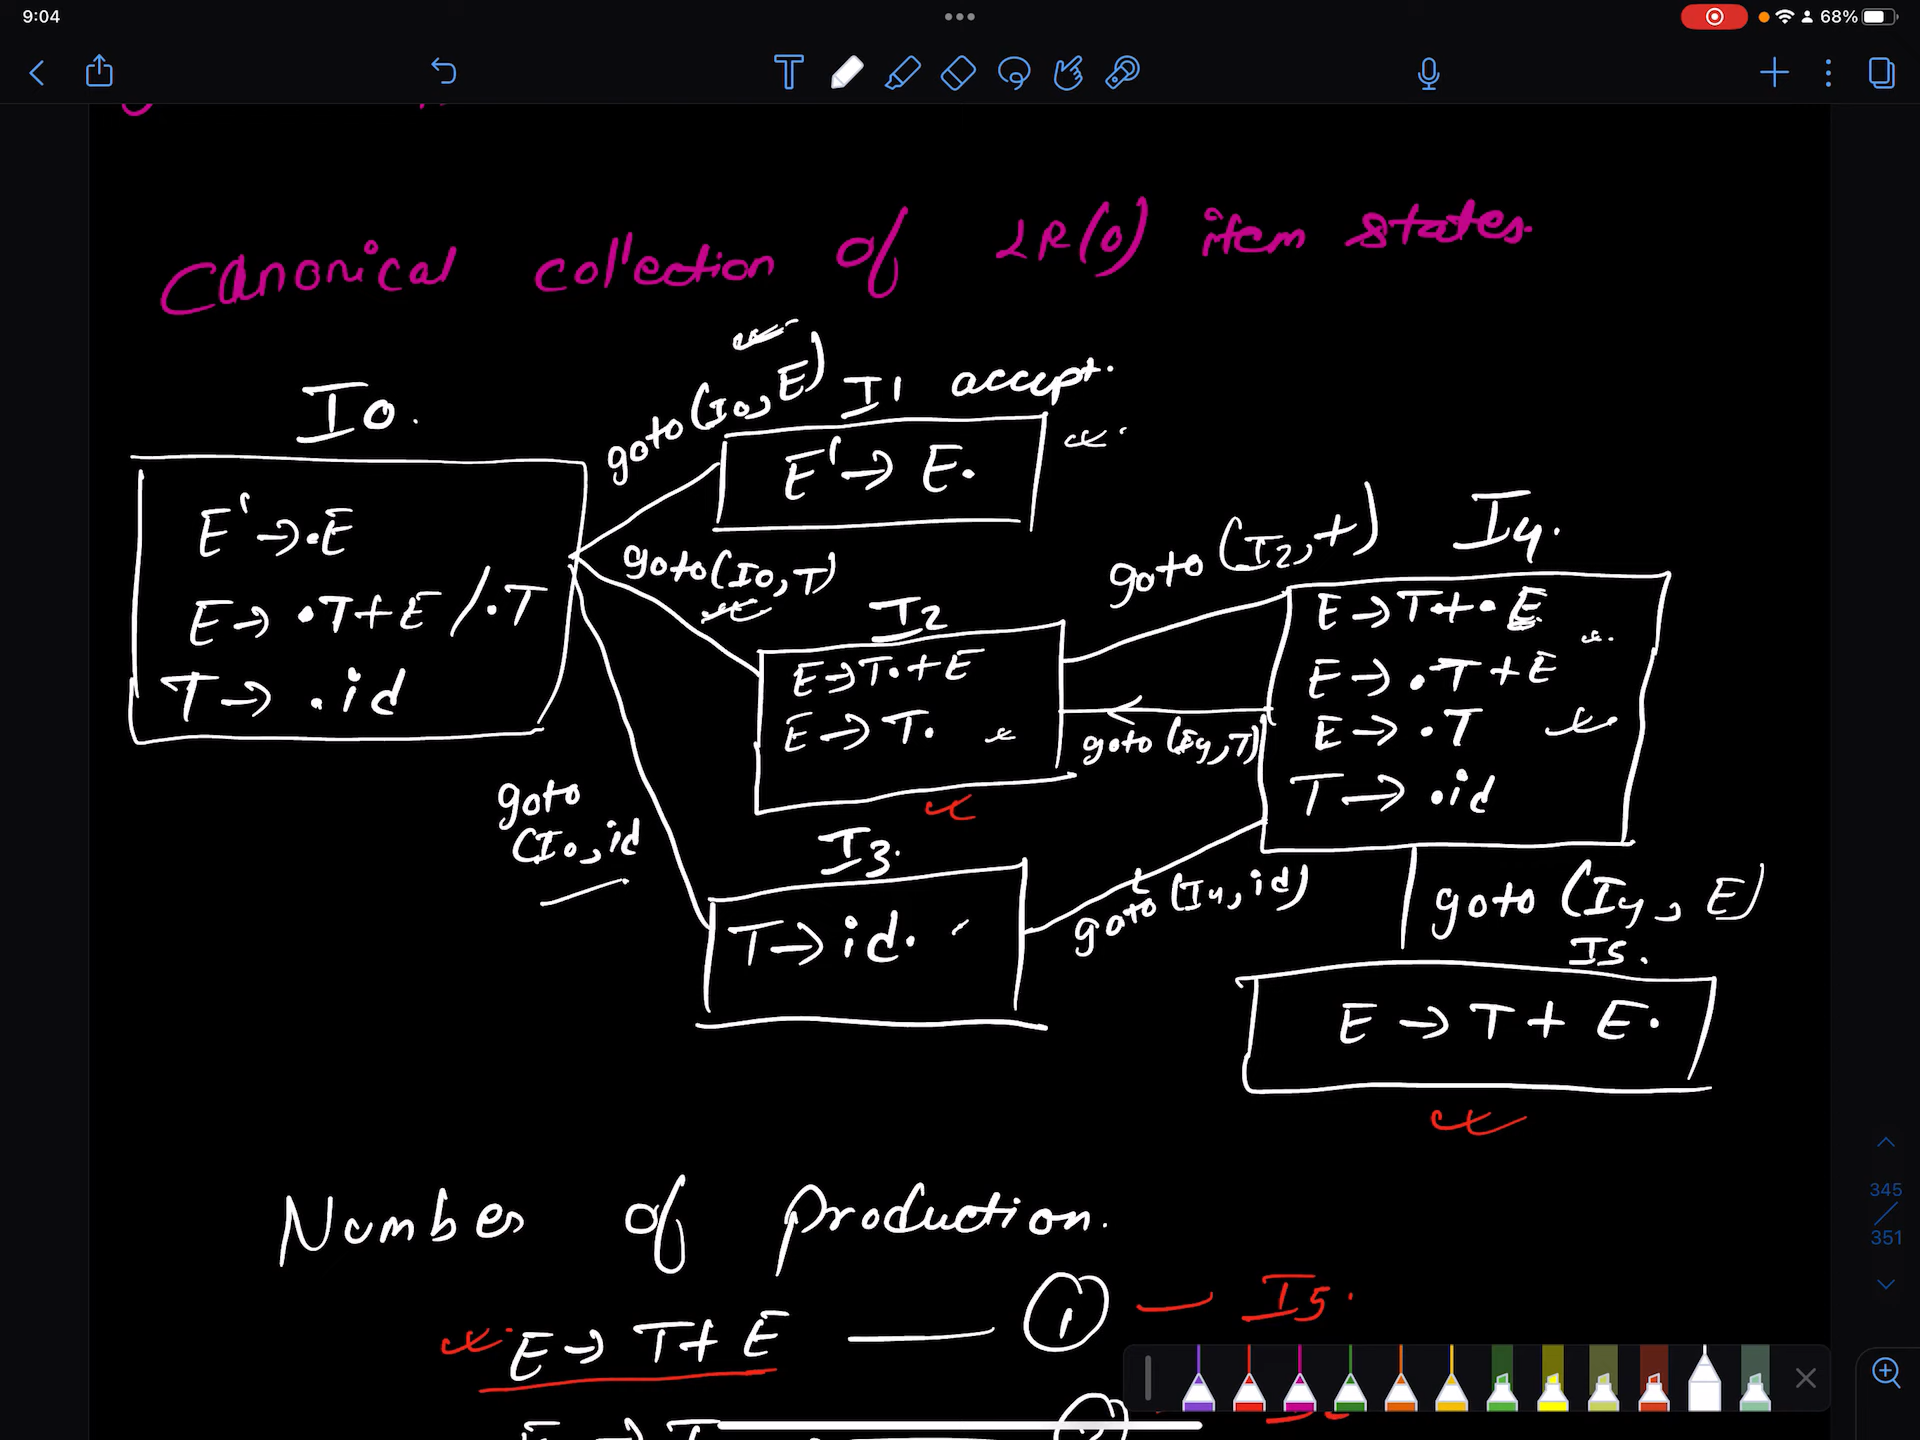 9:04
68%
Canonical collection of LR(0) item states.
I0.
E' → .E
E → .T+E / .T
T → .id
goto (I0, E)
I1 accept.
E' → E.
goto (I0, T)
I2
E → T.+E
E → T.
goto
(I0, id
I3.
T → id.
goto (I2, +)
I4.
E → T+.E
E → .T+E
E → .T
T → .id
goto (I4, T)
goto (I4, id)
goto (I4, E)
I5.
E → T + E.
Number of production.
E → T+E — 1 — I5.
E → T
345
/
351